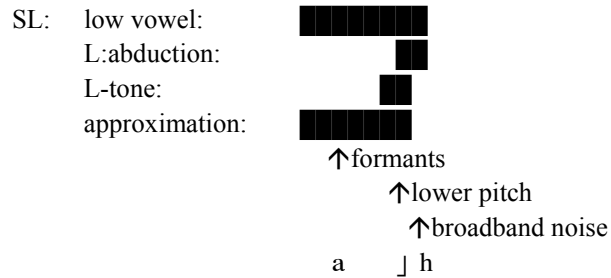 SL: low vowel:
L:abduction:
L-tone:
approximation:
↑formants
↑lower pitch
↑broadband noise
a ˩ h